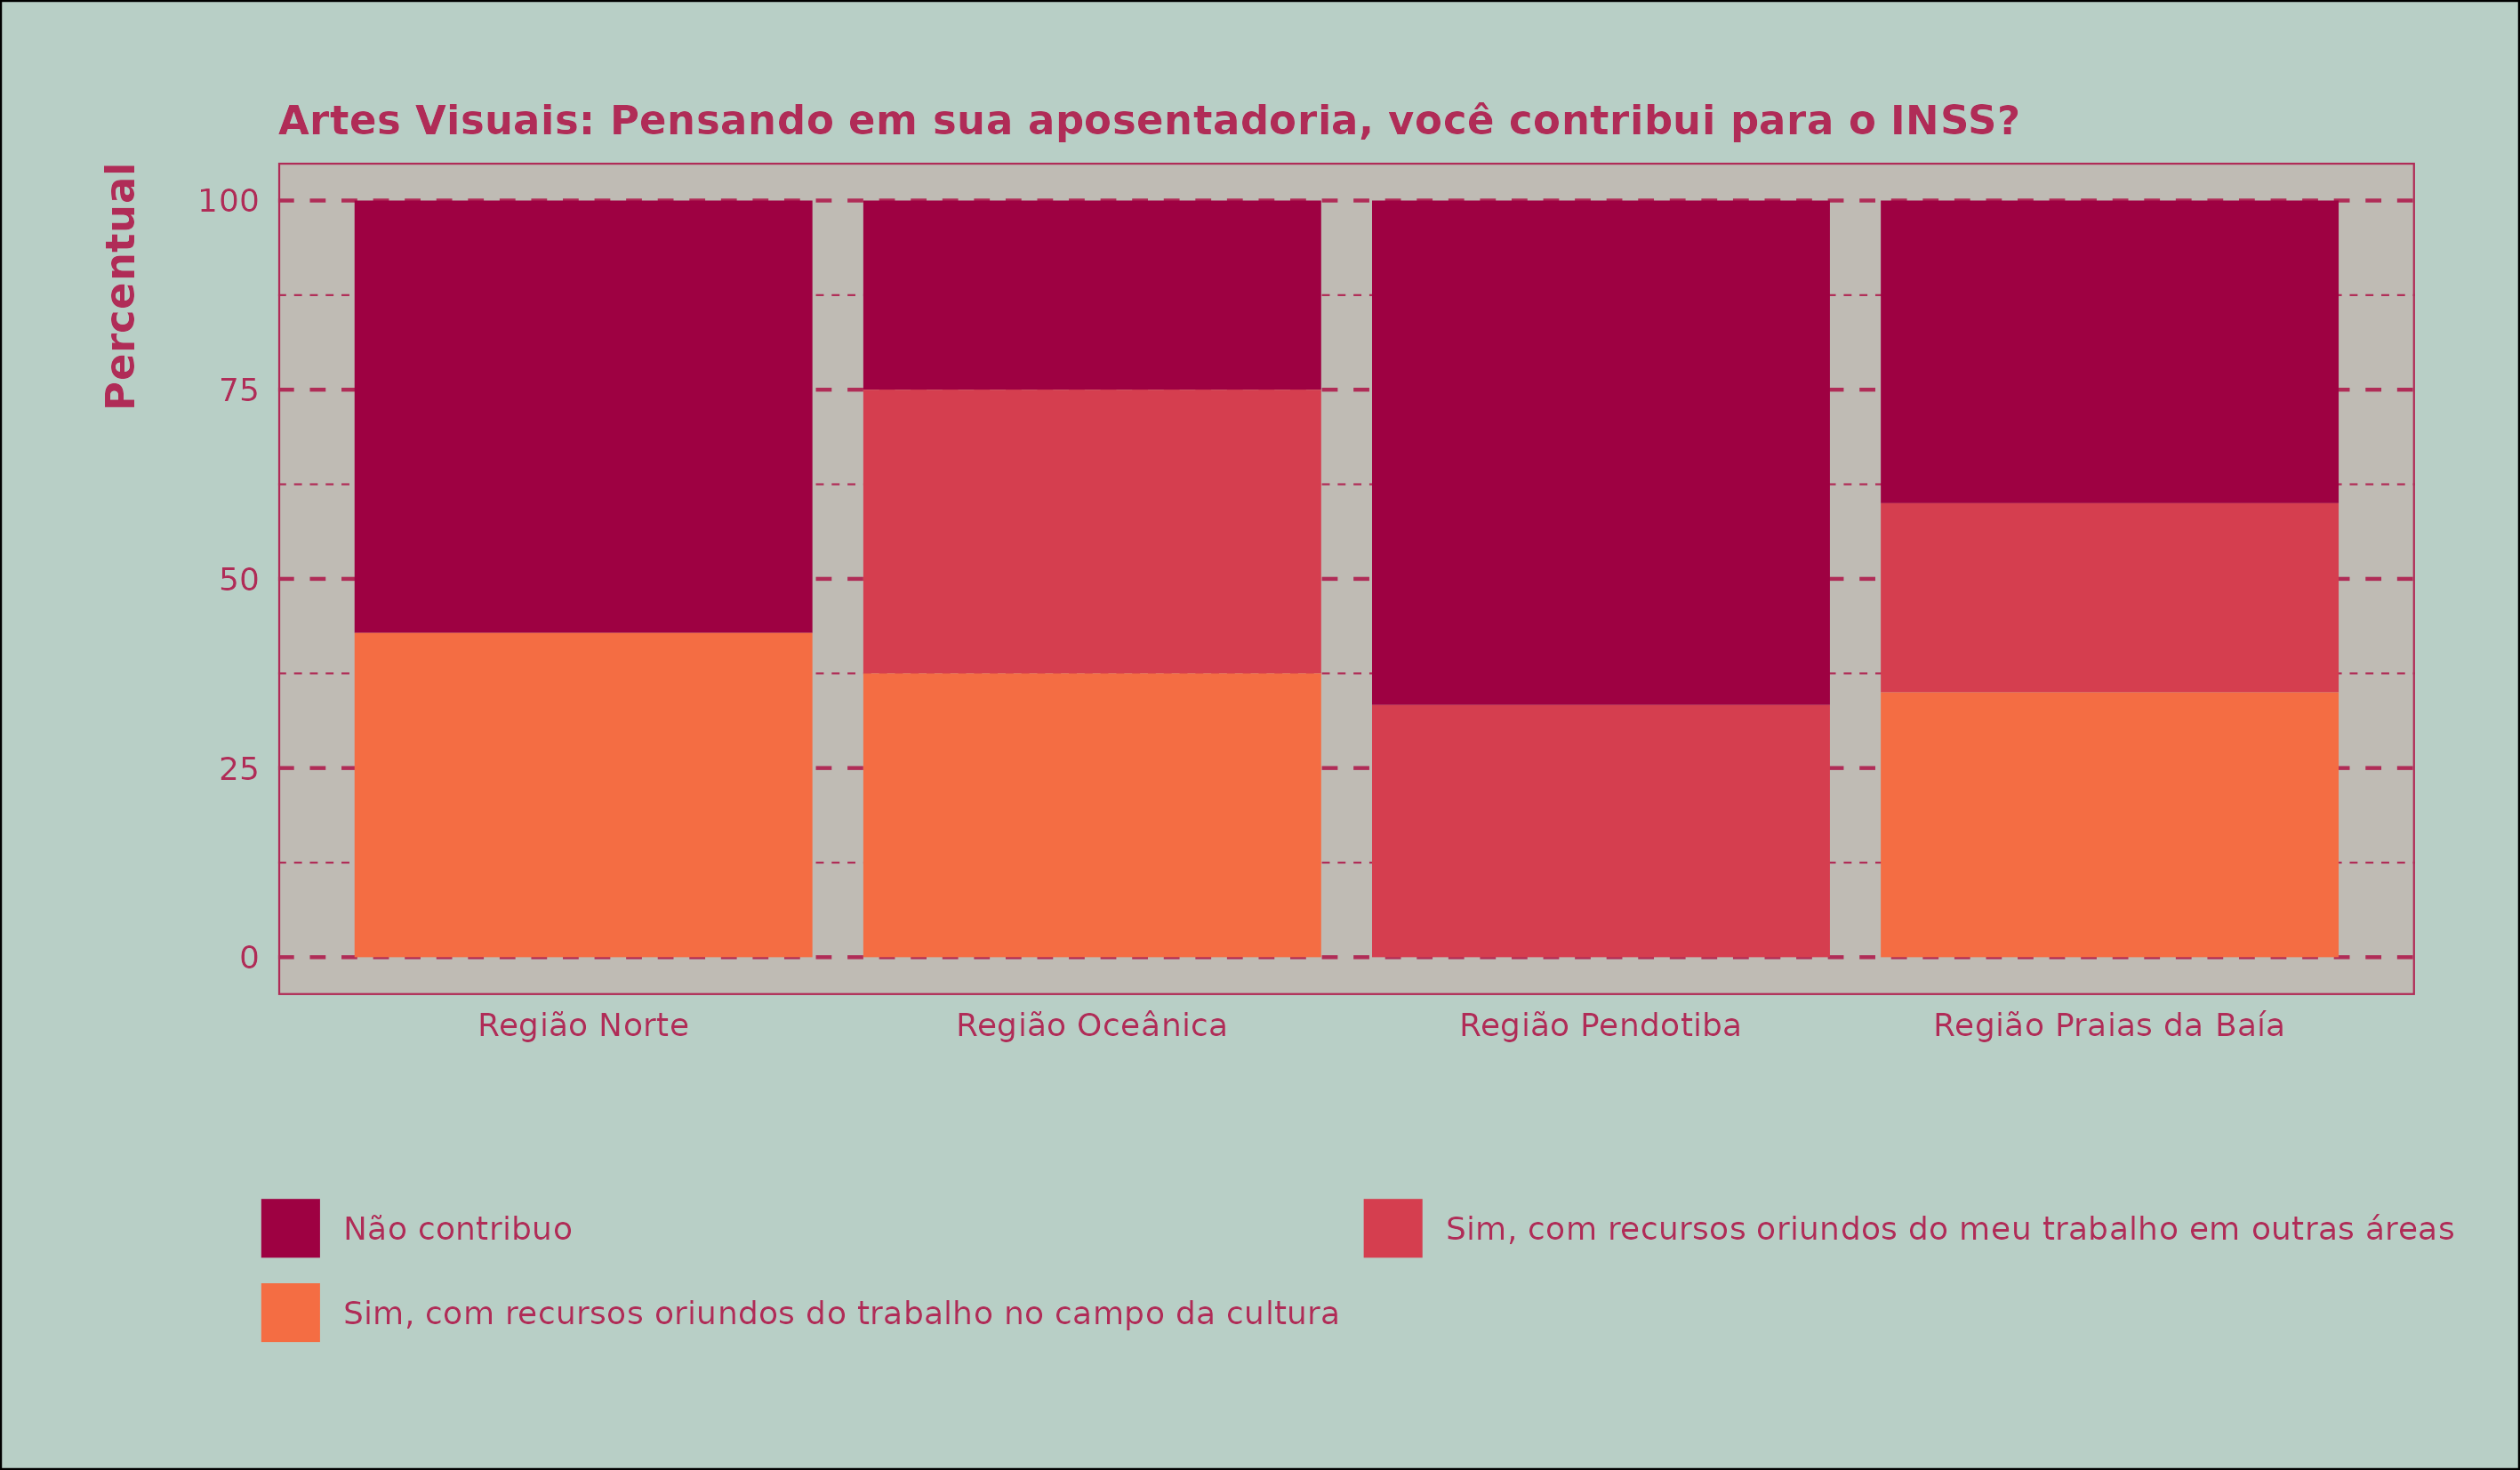 Artes Visuais: Pensando em sua aposentadoria, você contribui para o INSS?
Percentual
100
75
50
25
0
Região Norte
Região Oceânica
Região Pendotiba
Região Praias da Baía
Não contribuo
Sim, com recursos oriundos do meu trabalho em outras áreas
Sim, com recursos oriundos do trabalho no campo da cultura